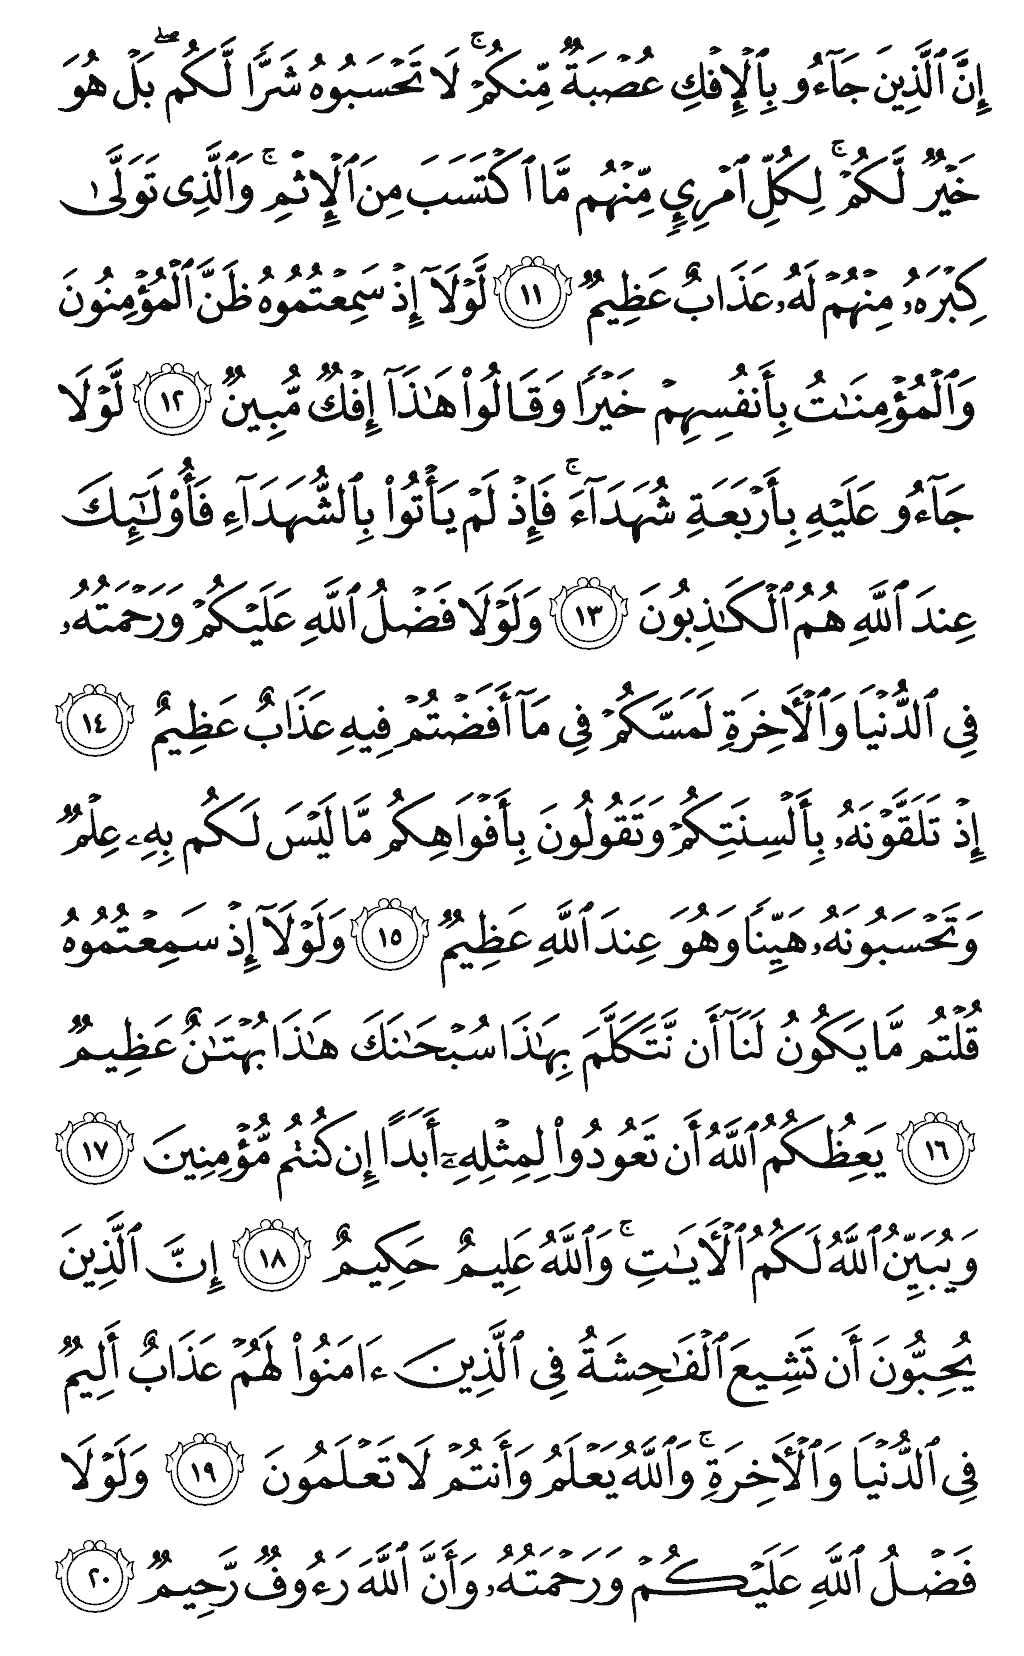 إِنَّ ٱلَّذِينَ جَآءُو بِٱلْإِفْكِ عُصْبَةٌ مِّنكُمْ ۚ لَا تَحْسَبُوهُ شَرًّا لَّكُم ۖ بَلْ هُوَ
خَيْرٌ لَّكُمْ ۚ لِكُلِّ ٱمْرِئٍ مِّنْهُم مَّا ٱكْتَسَبَ مِنَ ٱلْإِثْمِ ۚ وَٱلَّذِى تَوَلَّىٰ
كِبْرَهُۥ مِنْهُمْ لَهُۥ عَذَابٌ عَظِيمٌ ١١ لَّوْلَآ إِذْ سَمِعْتُمُوهُ ظَنَّ ٱلْمُؤْمِنُونَ
وَٱلْمُؤْمِنَٰتُ بِأَنفُسِهِمْ خَيْرًا وَقَالُوا۟ هَٰذَآ إِفْكٌ مُّبِينٌ ١٢ لَّوْلَا
جَآءُو عَلَيْهِ بِأَرْبَعَةِ شُهَدَآءَ ۚ فَإِذْ لَمْ يَأْتُوا۟ بِٱلشُّهَدَآءِ فَأُو۟لَٰٓئِكَ
عِندَ ٱللَّهِ هُمُ ٱلْكَٰذِبُونَ ١٣ وَلَوْلَا فَضْلُ ٱللَّهِ عَلَيْكُمْ وَرَحْمَتُهُۥ
فِى ٱلدُّنْيَا وَٱلْءَاخِرَةِ لَمَسَّكُمْ فِى مَآ أَفَضْتُمْ فِيهِ عَذَابٌ عَظِيمٌ ١٤
إِذْ تَلَقَّوْنَهُۥ بِأَلْسِنَتِكُمْ وَتَقُولُونَ بِأَفْوَاهِكُم مَّا لَيْسَ لَكُم بِهِۦ عِلْمٌ
وَتَحْسَبُونَهُۥ هَيِّنًا وَهُوَ عِندَ ٱللَّهِ عَظِيمٌ ١٥ وَلَوْلَآ إِذْ سَمِعْتُمُوهُ
قُلْتُم مَّا يَكُونُ لَنَآ أَن نَّتَكَلَّمَ بِهَٰذَا سُبْحَٰنَكَ هَٰذَا بُهْتَٰنٌ عَظِيمٌ
١٦ يَعِظُكُمُ ٱللَّهُ أَن تَعُودُوا۟ لِمِثْلِهِۦٓ أَبَدًا إِن كُنتُم مُّؤْمِنِينَ ١٧
وَيُبَيِّنُ ٱللَّهُ لَكُمُ ٱلْءَايَٰتِ ۚ وَٱللَّهُ عَلِيمٌ حَكِيمٌ ١٨ إِنَّ ٱلَّذِينَ
يُحِبُّونَ أَن تَشِيعَ ٱلْفَٰحِشَةُ فِى ٱلَّذِينَ ءَامَنُوا۟ لَهُمْ عَذَابٌ أَلِيمٌ
فِى ٱلدُّنْيَا وَٱلْءَاخِرَةِ ۚ وَٱللَّهُ يَعْلَمُ وَأَنتُمْ لَا تَعْلَمُونَ ١٩ وَلَوْلَا
فَضْلُ ٱللَّهِ عَلَيْكُمْ وَرَحْمَتُهُۥ وَأَنَّ ٱللَّهَ رَءُوفٌ رَّحِيمٌ ٢٠